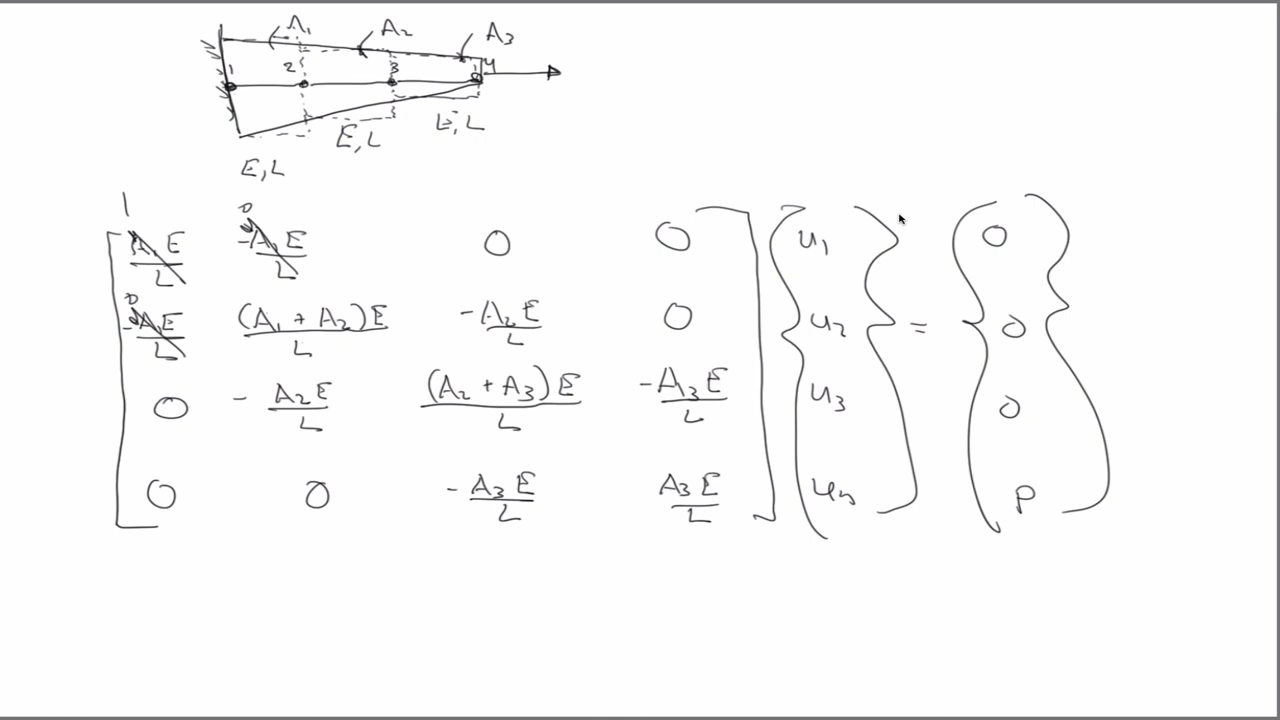 A₁ A₂ A₃
1 2 3 4
E, L
E, L
E, L
1 0
A₁E/L -A₁E/L 0 0 u₁ 0
0
-A₁E/L (A₁ + A₂)E/L -A₂E/L 0 u₂ = 0
0 -A₂E/L (A₂ + A₃)E/L -A₃E/L u₃ 0
0 0 -A₃E/L A₃E/L P